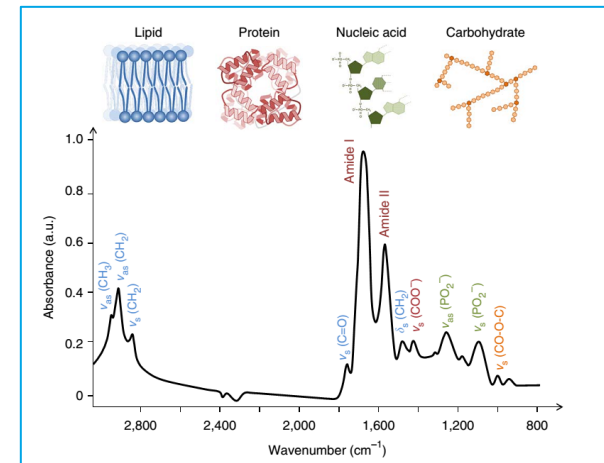 Lipid
Protein
Nucleic acid
Carbohydrate
Absorbance (a.u.)
1.0
0.8
0.6
0.4
0.2
0
νas (CH3)
νas (CH2)
νs (CH2)
νs (C=O)
Amide I
Amide II
δs (CH2)
νs (COO−)
νas (PO2−)
νs (PO2−)
νs (CO-O-C)
2,800
2,400
2,000
1,600
1,200
800
Wavenumber (cm−1)